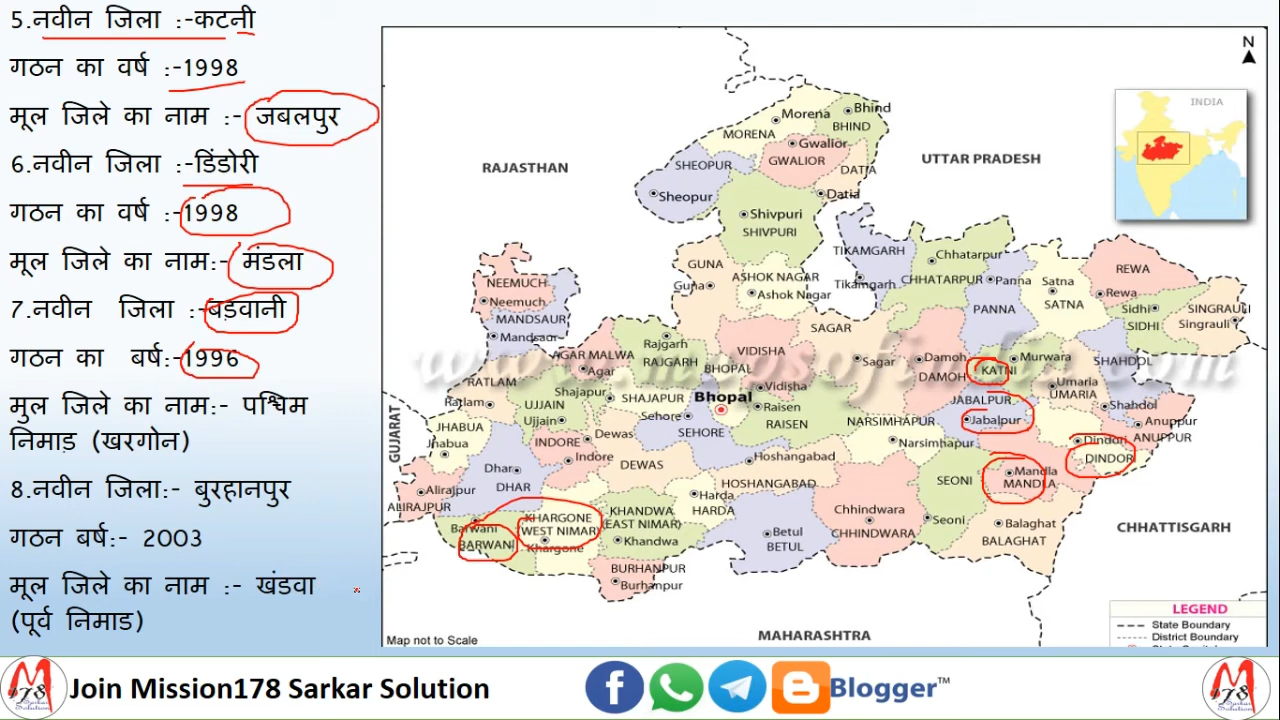 5.नवीन जिला :-कटनी
गठन का वर्ष :-1998
मूल जिले का नाम :- जबलपुर
6.नवीन जिला :-डिंडोरी
गठन का वर्ष :-1998
मूल जिले का नाम:- मंडला
7.नवीन जिला :-बड़वानी
गठन का बर्ष:-1996
मुल जिले का नाम:- पश्चिम
निमाड़ (खरगोन)
8.नवीन जिला:- बुरहानपुर
गठन बर्ष:- 2003
मूल जिले का नाम :- खंडवा
(पूर्व निमाड)
N
INDIA
RAJASTHAN
UTTAR PRADESH
GUJARAT
CHHATTISGARH
MAHARASHTRA
Morena
MORENA
Bhind
BHIND
Gwalior
GWALIOR
DATIA
Datia
SHEOPUR
Sheopur
Shivpuri
SHIVPURI
TIKAMGARH
Tikamgarh
Chhatarpur
CHHATARPUR
Panna
PANNA
Satna
SATNA
REWA
Rewa
Sidhi
SIDHI
SINGRAULI
Singrauli
GUNA
Guna
ASHOK NAGAR
Ashok Nagar
NEEMUCH
Neemuch
MANDSAUR
Mandsaur
SAGAR
Sagar
Rajgarh
RAJGARH
VIDISHA
Vidisha
AGAR MALWA
Agar
BHOPAL
Bhopal
Damoh
DAMOH
KATNI
Murwara
SHAHDOL
Shahdol
Umaria
UMARIA
RATLAM
Ratlam
Shajapur
SHAJAPUR
UJJAIN
Ujjain
Sehore
SEHORE
Raisen
RAISEN
JABALPUR
Jabalpur
NARSIMHAPUR
Narsimhapur
Anuppur
ANUPPUR
Dindori
DINDOR
JHABUA
Jhabua
INDORE
Indore
Dewas
DEWAS
Hoshangabad
HOSHANGABAD
Mandla
MANDLA
SEONI
Seoni
Dhar
DHAR
Alirajpur
ALIRAJPUR
Harda
HARDA
KHANDWA
(EAST NIMAR)
Khandwa
KHARGONE
(WEST NIMAR)
Khargone
Barwani
BARWANI
Betul
BETUL
Chhindwara
CHHINDWARA
Balaghat
BALAGHAT
BURHANPUR
Burhanpur
Map not to Scale
LEGEND
State Boundary
District Boundary
Join Mission178 Sarkar Solution
Blogger™